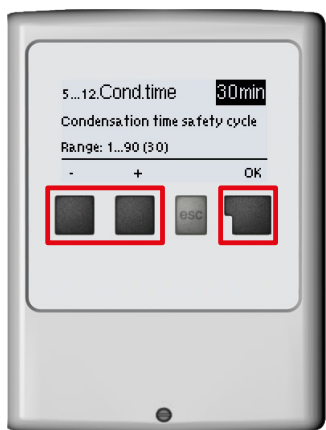 5...12.Cond.time 30min
Condensation time safety cycle
Range: 1...90 (30)
- + OK
esc